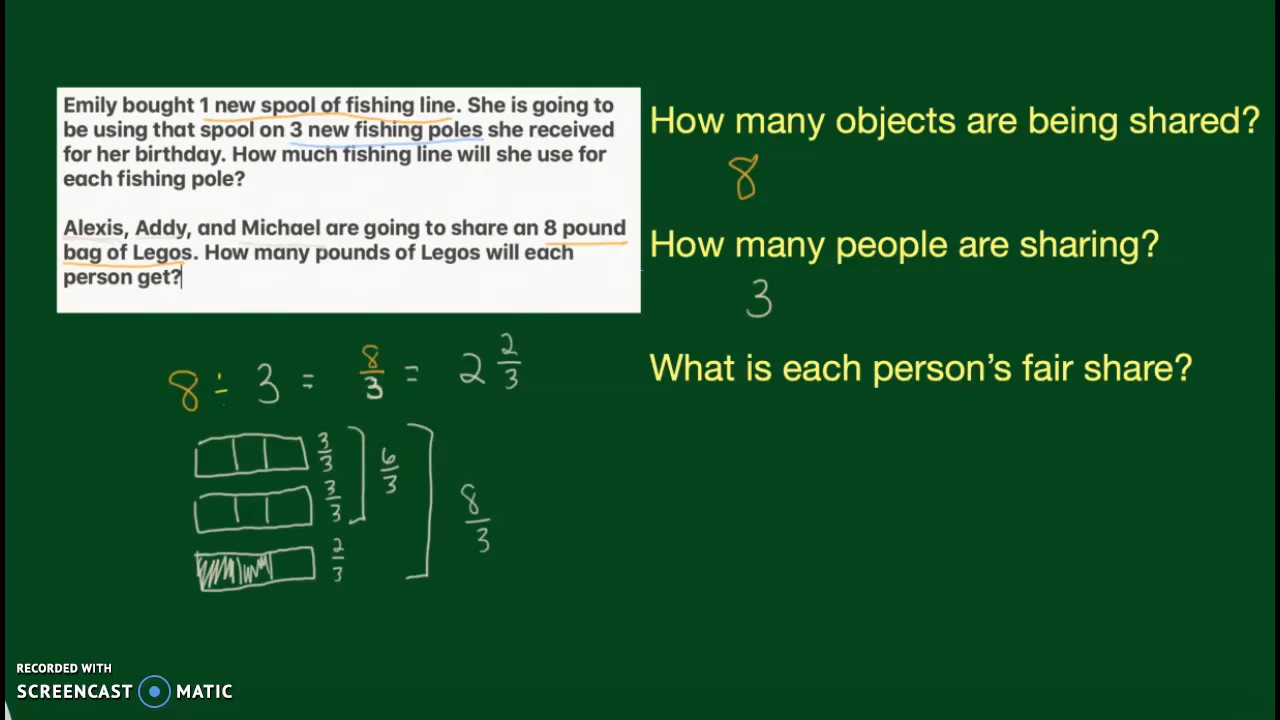 Emily bought 1 new spool of fishing line. She is going to
be using that spool on 3 new fishing poles she received
for her birthday. How much fishing line will she use for
each fishing pole?
Alexis, Addy, and Michael are going to share an 8 pound
bag of Legos. How many pounds of Legos will each
person get?
How many objects are being shared?
8
How many people are sharing?
3
What is each person's fair share?
8 ÷ 3 = 8/3 = 2 2/3
3/3
3/3
6/3
2/3
8/3
RECORDED WITH
SCREENCAST MATIC